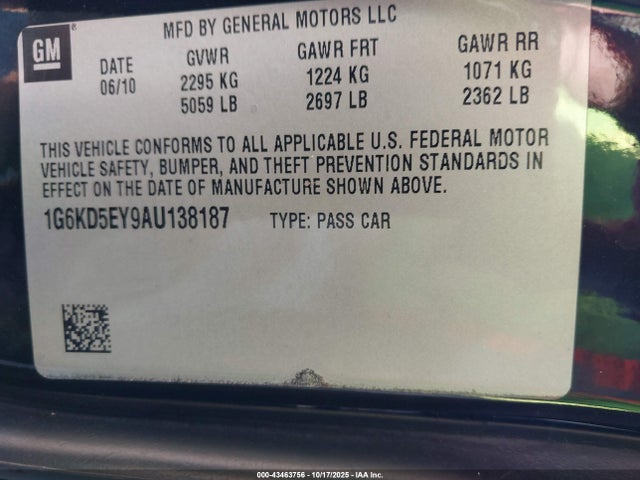 GM ®
MFD BY GENERAL MOTORS LLC
DATE GVWR GAWR FRT GAWR RR
06/10 2295 KG 1224 KG 1071 KG
5059 LB 2697 LB 2362 LB
THIS VEHICLE CONFORMS TO ALL APPLICABLE U.S. FEDERAL MOTOR
VEHICLE SAFETY, BUMPER, AND THEFT PREVENTION STANDARDS IN
EFFECT ON THE DATE OF MANUFACTURE SHOWN ABOVE.
1G6KD5EY9AU138187 TYPE: PASS CAR
000-43463756 - 10/17/2025 - IAA Inc.